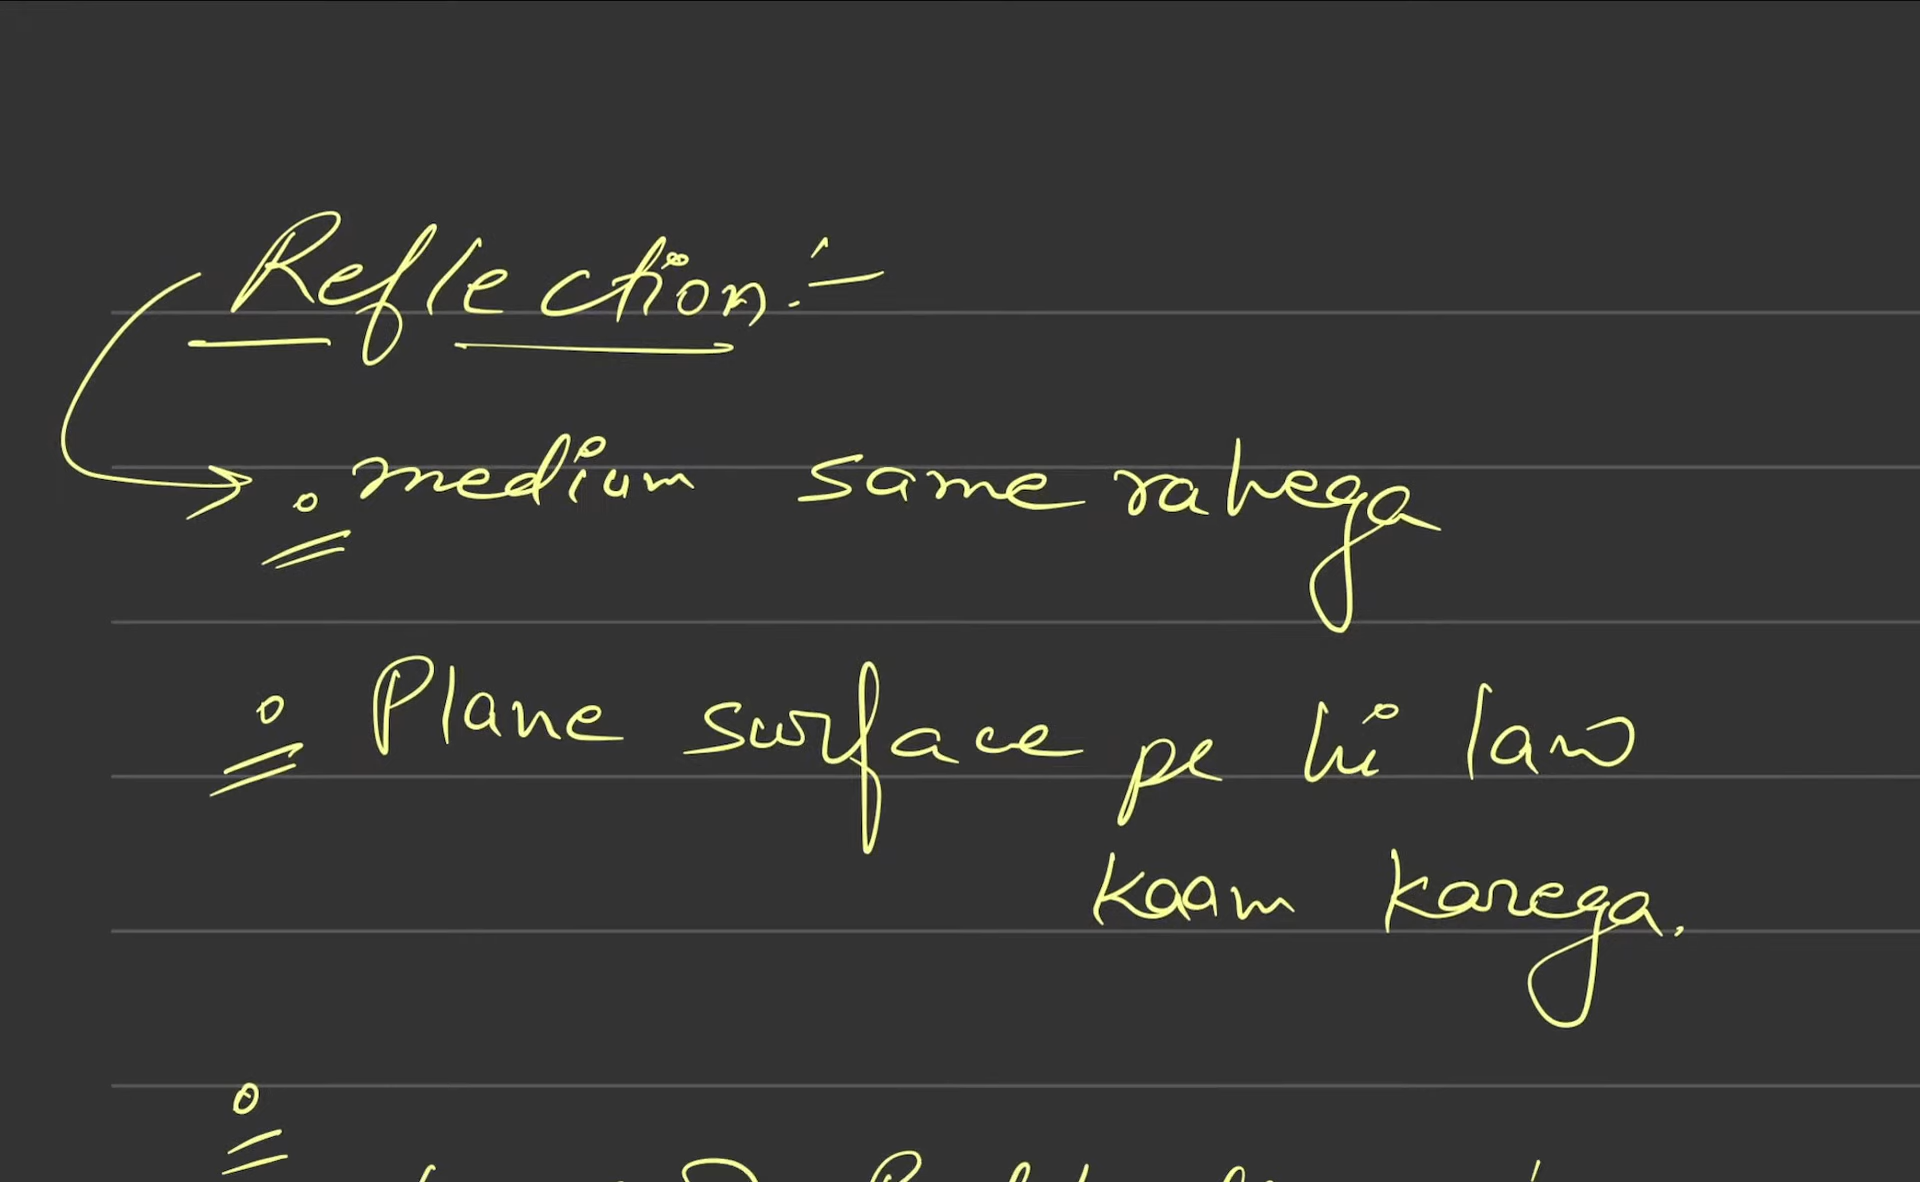 Reflection:-
medium same rahega
Plane surface pe hi law
kaam karega.